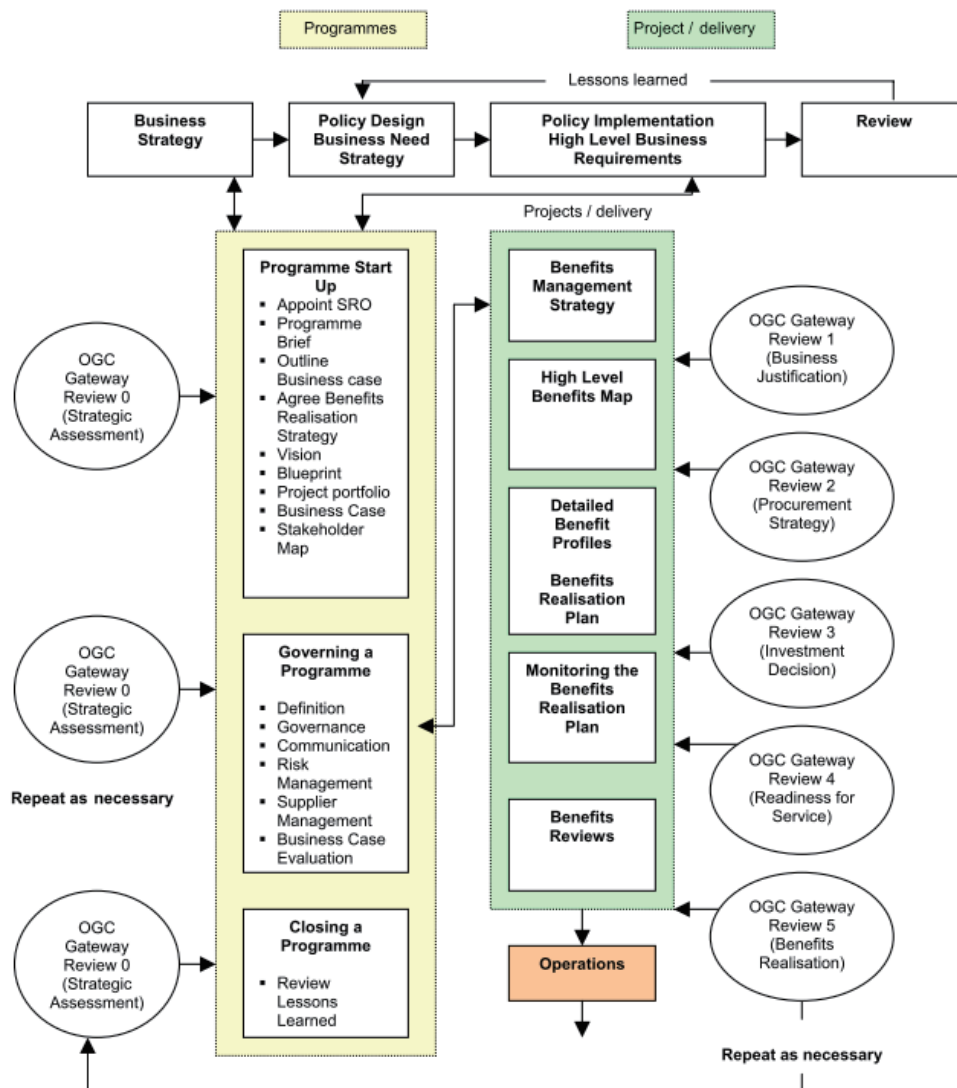 Programmes
Project / delivery
Lessons learned
Business
Strategy
Policy Design
Business Need
Strategy
Policy Implementation
High Level Business
Requirements
Review
Projects / delivery
Programme Start
Up
▪ Appoint SRO
▪ Programme
Brief
▪ Outline
Business case
▪ Agree Benefits
Realisation
Strategy
▪ Vision
▪ Blueprint
▪ Project portfolio
▪ Business Case
▪ Stakeholder
Map
OGC
Gateway
Review 0
(Strategic
Assessment)
Governing a
Programme
▪ Definition
▪ Governance
▪ Communication
▪ Risk
Management
▪ Supplier
Management
▪ Business Case
Evaluation
OGC
Gateway
Review 0
(Strategic
Assessment)
Repeat as necessary
Closing a
Programme
▪ Review
Lessons
Learned
OGC
Gateway
Review 0
(Strategic
Assessment)
Benefits
Management
Strategy
High Level
Benefits Map
Detailed
Benefit
Profiles
Benefits
Realisation
Plan
Monitoring the
Benefits
Realisation
Plan
Benefits
Reviews
Operations
OGC Gateway
Review 1
(Business
Justification)
OGC Gateway
Review 2
(Procurement
Strategy)
OGC Gateway
Review 3
(Investment
Decision)
OGC Gateway
Review 4
(Readiness for
Service)
OGC Gateway
Review 5
(Benefits
Realisation)
Repeat as necessary